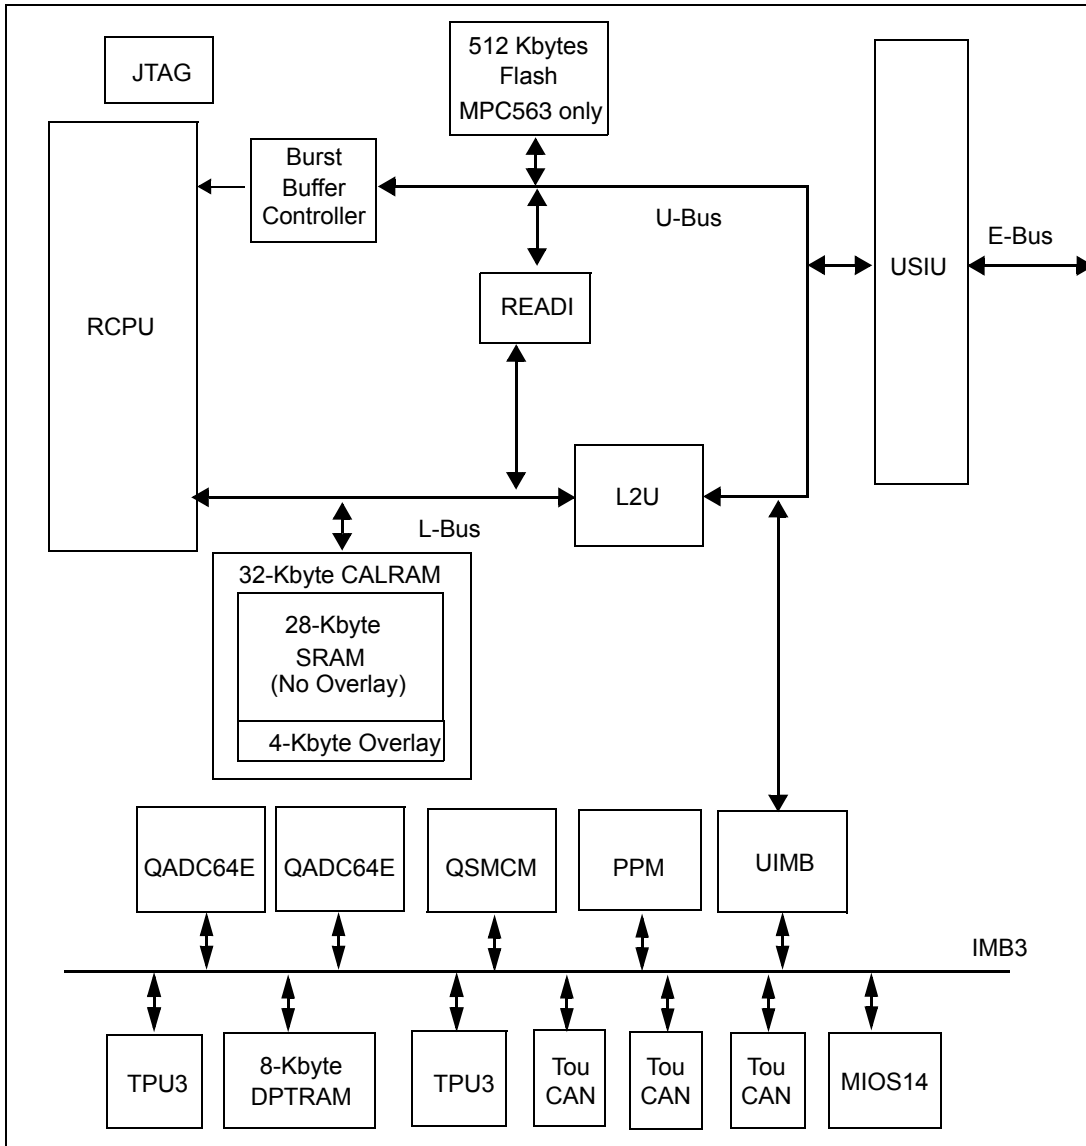 JTAG
512 Kbytes
Flash
MPC563 only
Burst
Buffer
Controller
U-Bus
E-Bus
USIU
READI
RCPU
L2U
L-Bus
32-Kbyte CALRAM
28-Kbyte
SRAM
(No Overlay)
4-Kbyte Overlay
QADC64E
QADC64E
QSMCM
PPM
UIMB
IMB3
TPU3
8-Kbyte
DPTRAM
TPU3
Tou
CAN
Tou
CAN
Tou
CAN
MIOS14